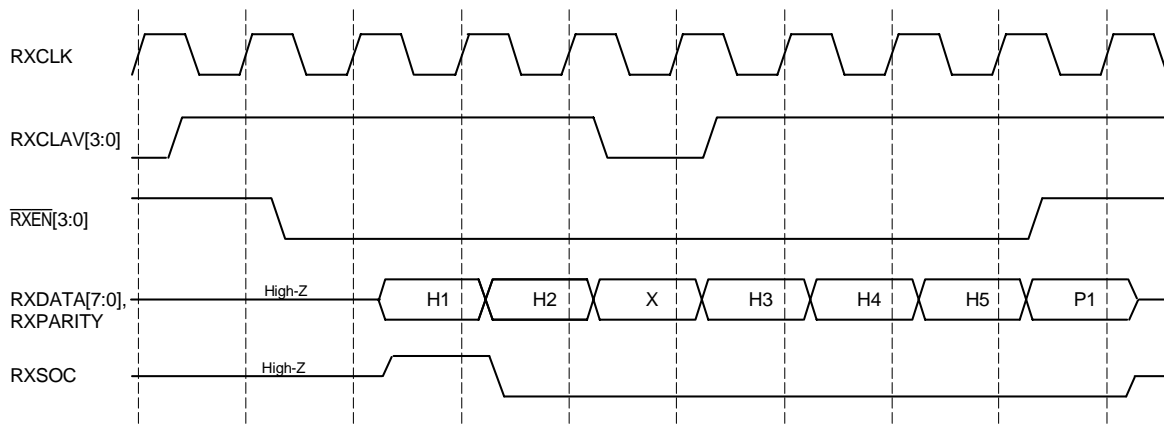 RXCLK
RXCLAV[3:0]
RXEN[3:0]
RXDATA[7:0],
RXPARITY
High-Z
H1
H2
X
H3
H4
H5
P1
RXSOC
High-Z